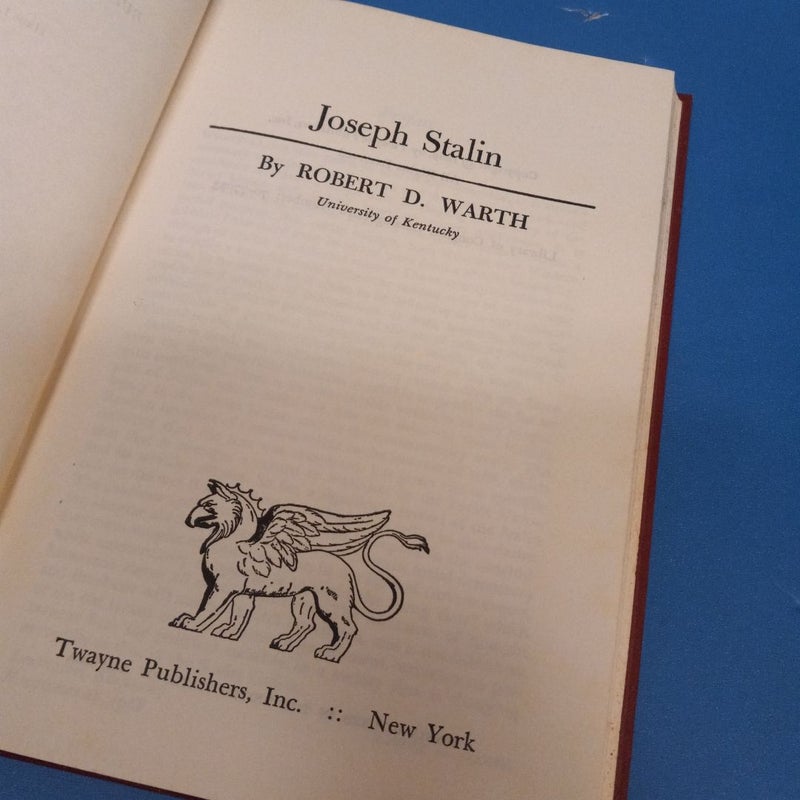 Joseph Stalin
By ROBERT D. WARTH
University of Kentucky
Twayne Publishers, Inc. :: New York